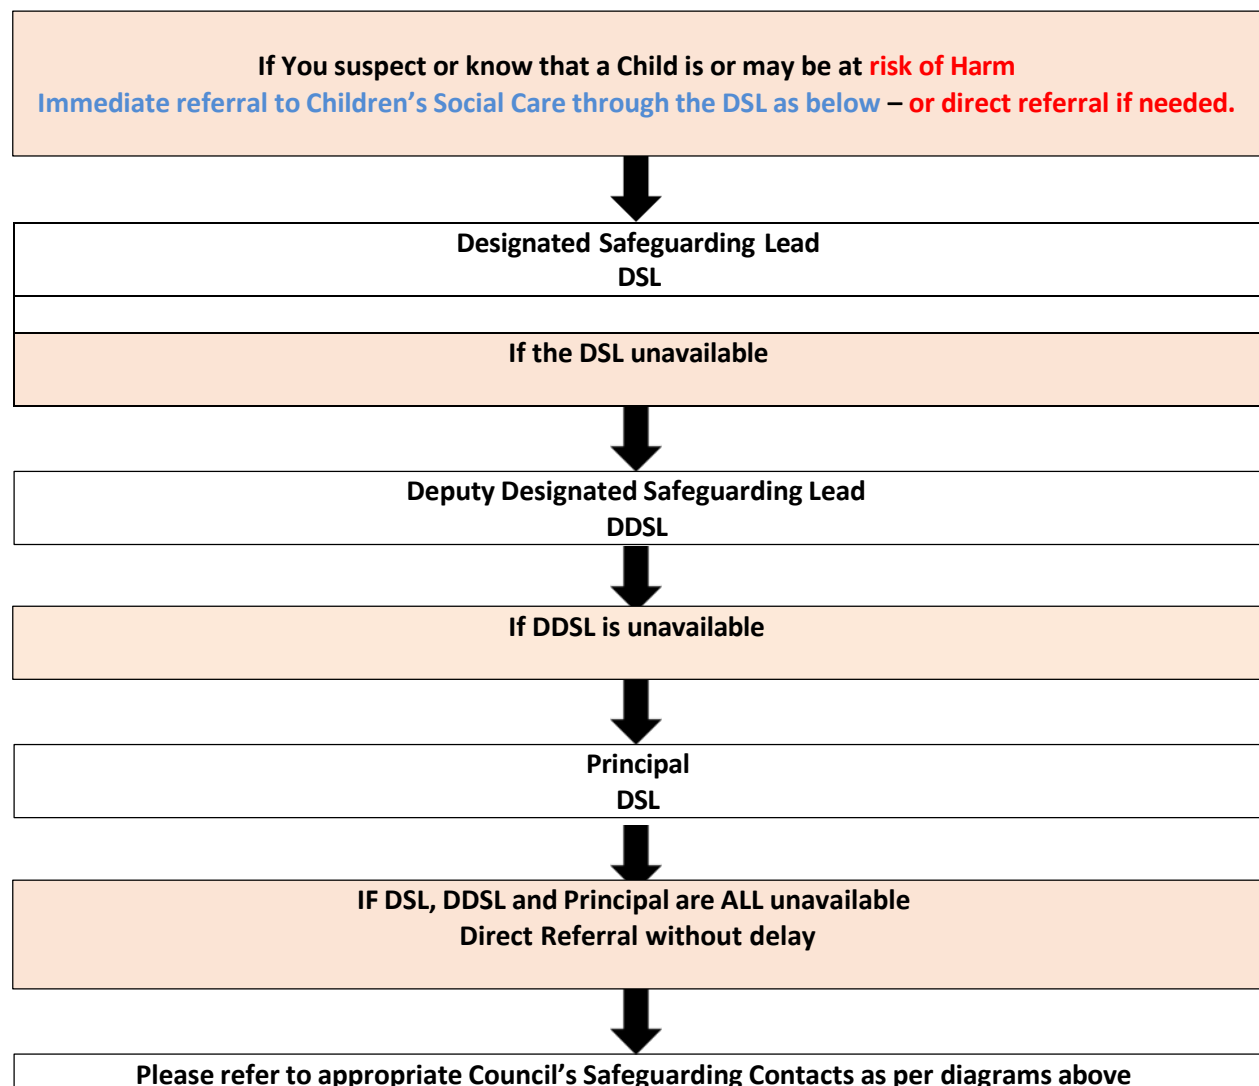 If You suspect or know that a Child is or may be at risk of Harm
Immediate referral to Children’s Social Care through the DSL as below – or direct referral if needed.
Designated Safeguarding Lead
DSL
If the DSL unavailable
Deputy Designated Safeguarding Lead
DDSL
If DDSL is unavailable
Principal
DSL
IF DSL, DDSL and Principal are ALL unavailable
Direct Referral without delay
Please refer to appropriate Council’s Safeguarding Contacts as per diagrams above